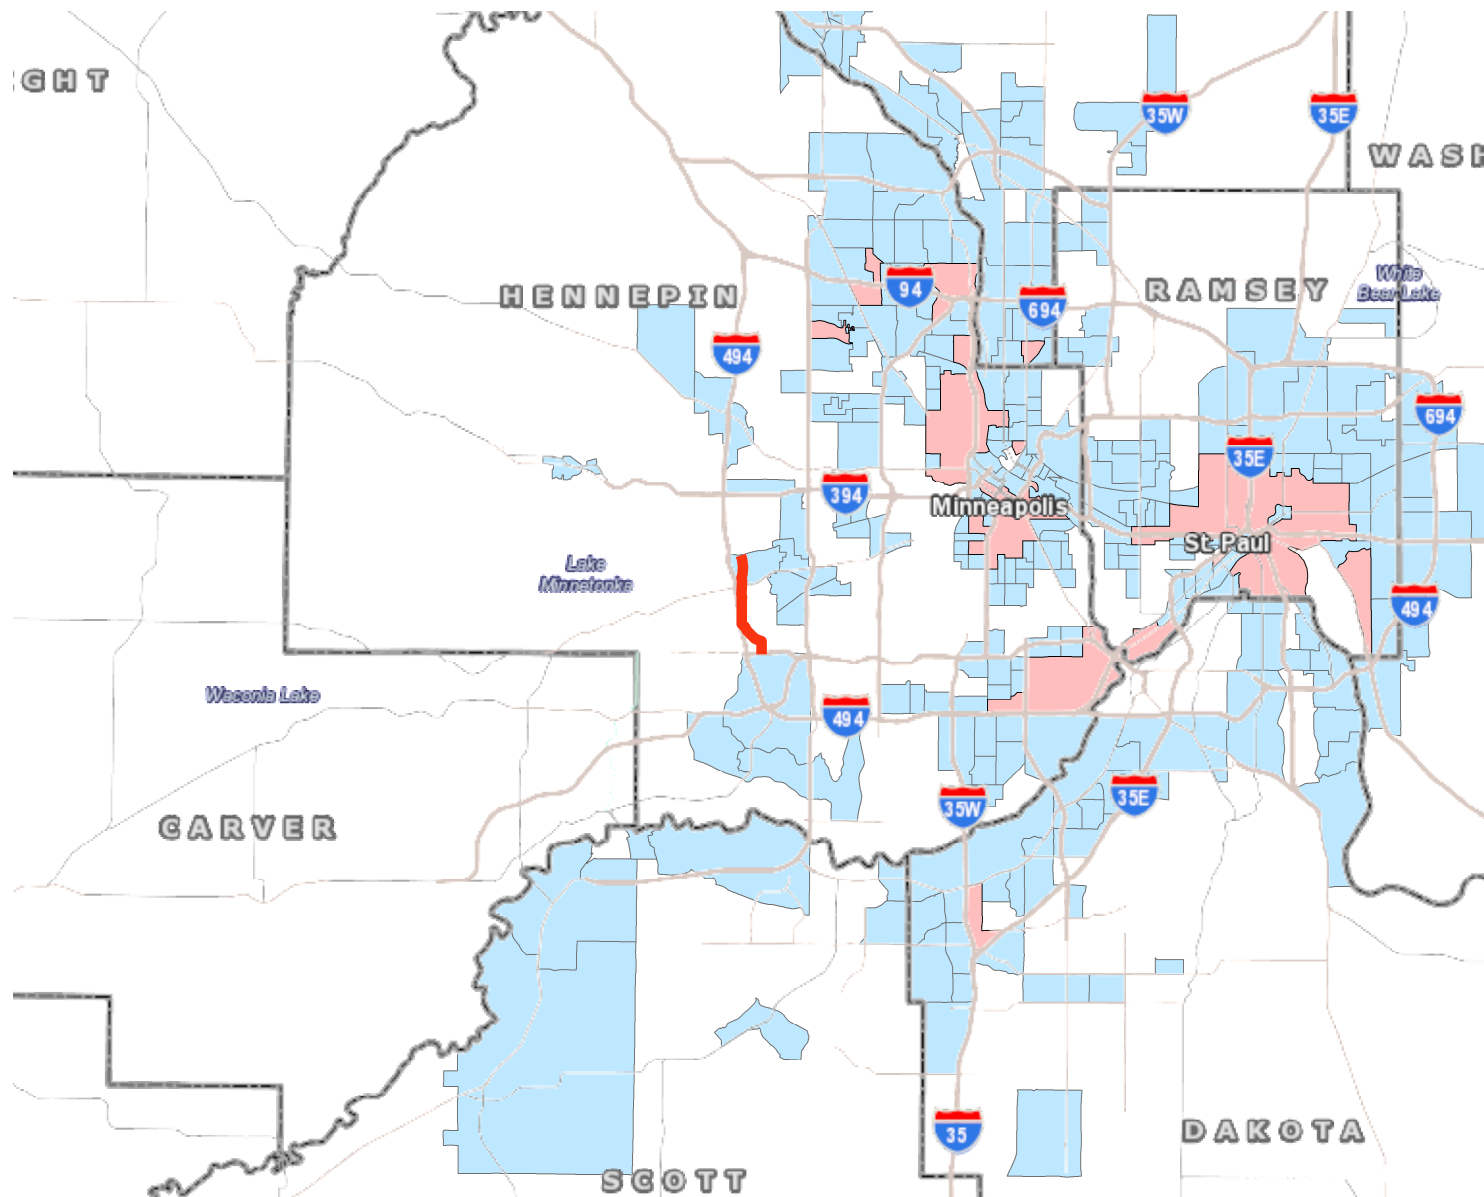 GHT
35W
35E
WASH
White
Bear Lake
HENNEPIN
94
RAMSEY
694
494
694
35E
394
Minneapolis
St. Paul
Lake
Minnetonka
494
Waconia Lake
494
35W
35E
CARVER
35
DAKOTA
SCOTT